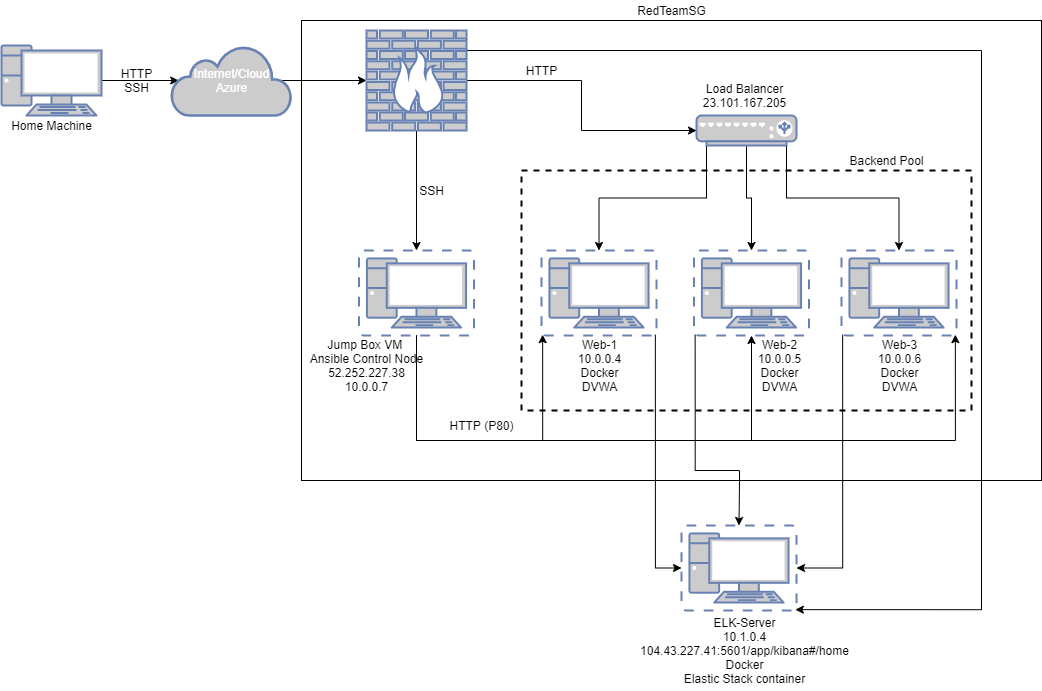 RedTeamSG
HTTP
SSH
Internet/Cloud
Azure
Home Machine
HTTP
Load Balancer
23.101.167.205
Backend Pool
SSH
Jump Box VM
Ansible Control Node
52.252.227.38
10.0.0.7
Web-1
10.0.0.4
Docker
DVWA
Web-2
10.0.0.5
Docker
DVWA
Web-3
10.0.0.6
Docker
DVWA
HTTP (P80)
ELK-Server
10.1.0.4
104.43.227.41:5601/app/kibana#/home
Docker
Elastic Stack container